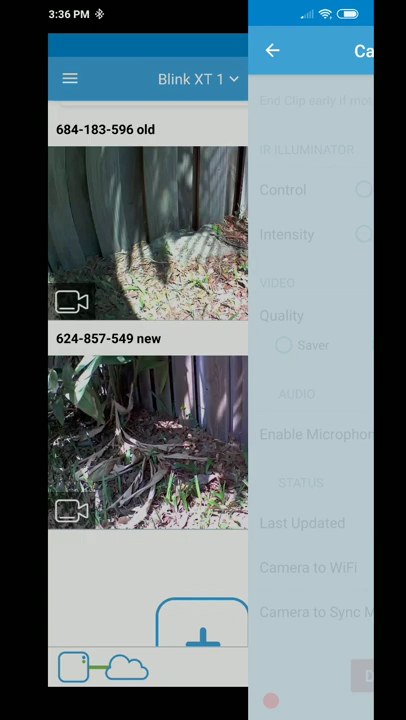 3:36 PM
Blink XT 1
684-183-596 old
624-857-549 new
Ca
End Clip early if mo
IR ILLUMINATOR
Control
Intensity
VIDEO
Quality
Saver
AUDIO
Enable Microphon
STATUS
Last Updated
Camera to WiFi
Camera to Sync M
D